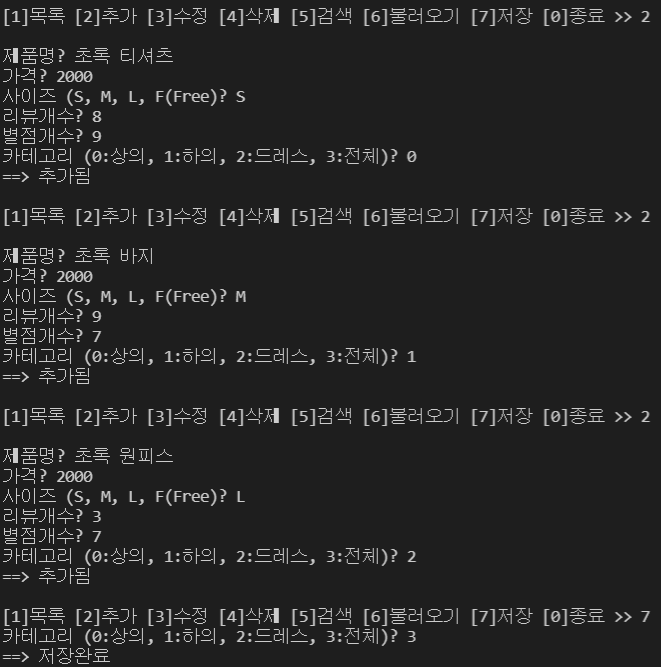 [1]목록 [2]추가 [3]수정 [4]삭제 [5]검색 [6]불러오기 [7]저장 [0]종료 >> 2
제품명? 초록 티셔츠
가격? 2000
사이즈 (S, M, L, F(Free)? S
리뷰개수? 8
별점개수? 9
카테고리 (0:상의, 1:하의, 2:드레스, 3:전체)? 0
==> 추가됨
[1]목록 [2]추가 [3]수정 [4]삭제 [5]검색 [6]불러오기 [7]저장 [0]종료 >> 2
제품명? 초록 바지
가격? 2000
사이즈 (S, M, L, F(Free)? M
리뷰개수? 9
별점개수? 7
카테고리 (0:상의, 1:하의, 2:드레스, 3:전체)? 1
==> 추가됨
[1]목록 [2]추가 [3]수정 [4]삭제 [5]검색 [6]불러오기 [7]저장 [0]종료 >> 2
제품명? 초록 원피스
가격? 2000
사이즈 (S, M, L, F(Free)? L
리뷰개수? 3
별점개수? 7
카테고리 (0:상의, 1:하의, 2:드레스, 3:전체)? 2
==> 추가됨
[1]목록 [2]추가 [3]수정 [4]삭제 [5]검색 [6]불러오기 [7]저장 [0]종료 >> 7
카테고리 (0:상의, 1:하의, 2:드레스, 3:전체)? 3
==> 저장완료